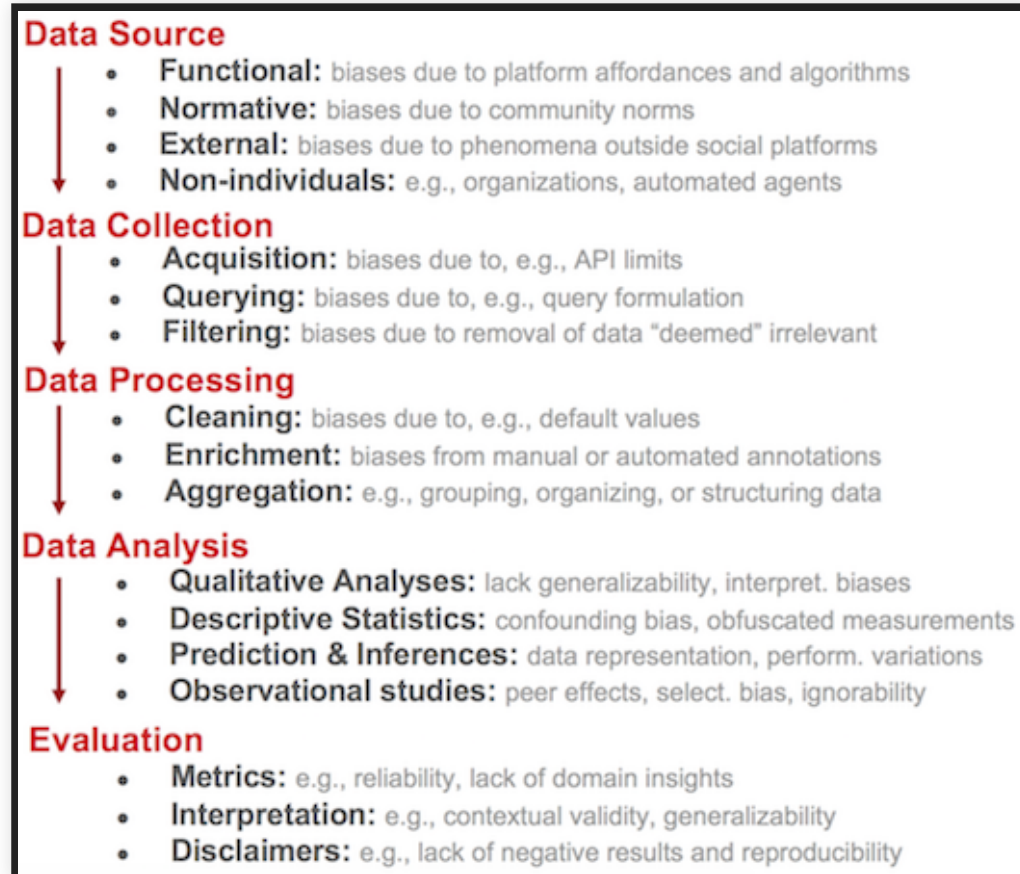 Data Source
• Functional: biases due to platform affordances and algorithms
• Normative: biases due to community norms
• External: biases due to phenomena outside social platforms
• Non-individuals: e.g., organizations, automated agents
Data Collection
• Acquisition: biases due to, e.g., API limits
• Querying: biases due to, e.g., query formulation
• Filtering: biases due to removal of data “deemed” irrelevant
Data Processing
• Cleaning: biases due to, e.g., default values
• Enrichment: biases from manual or automated annotations
• Aggregation: e.g., grouping, organizing, or structuring data
Data Analysis
• Qualitative Analyses: lack generalizability, interpret. biases
• Descriptive Statistics: confounding bias, obfuscated measurements
• Prediction & Inferences: data representation, perform. variations
• Observational studies: peer effects, select. bias, ignorability
Evaluation
• Metrics: e.g., reliability, lack of domain insights
• Interpretation: e.g., contextual validity, generalizability
• Disclaimers: e.g., lack of negative results and reproducibility